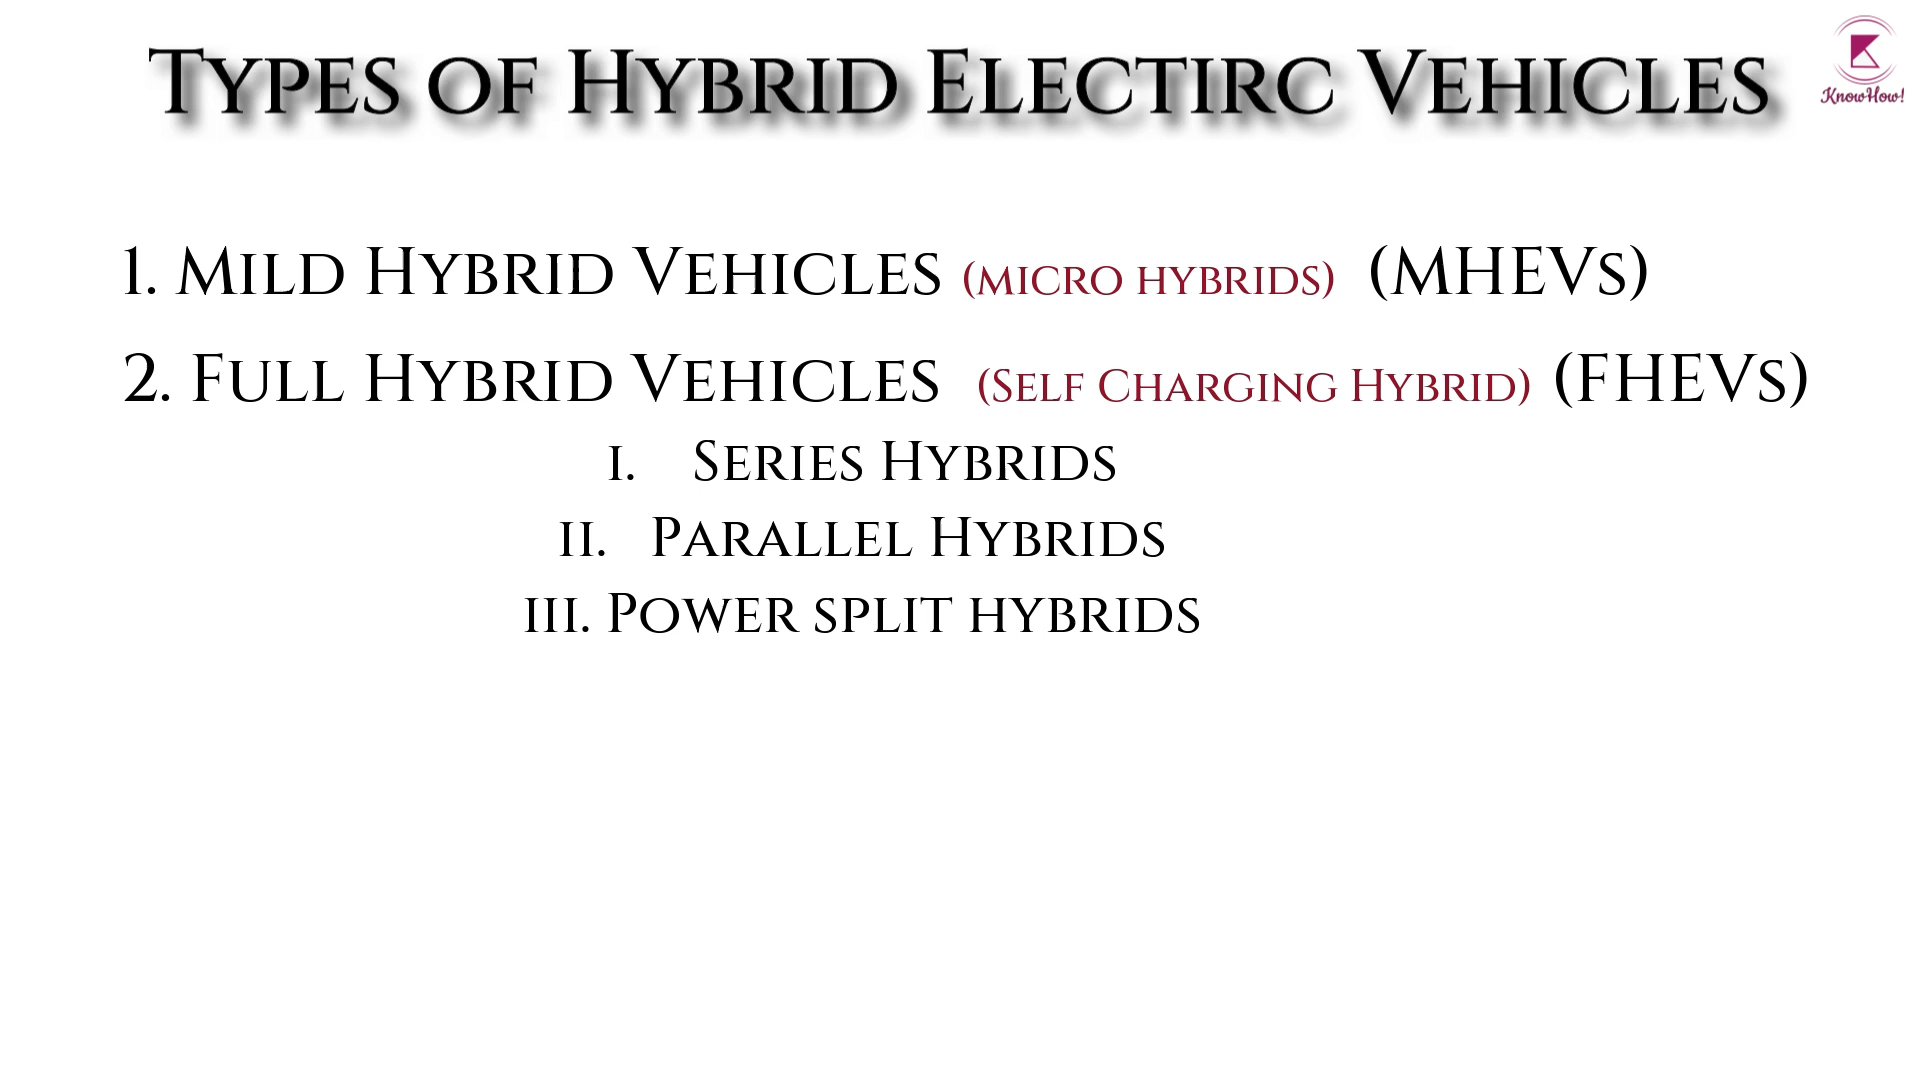 Types of Hybrid Electirc Vehicles
KnowHow!
1. Mild Hybrid Vehicles (micro hybrids) (MHEVs)
2. Full Hybrid Vehicles (Self Charging Hybrid) (FHEVs)
i. Series Hybrids
ii. Parallel Hybrids
iii. Power split hybrids